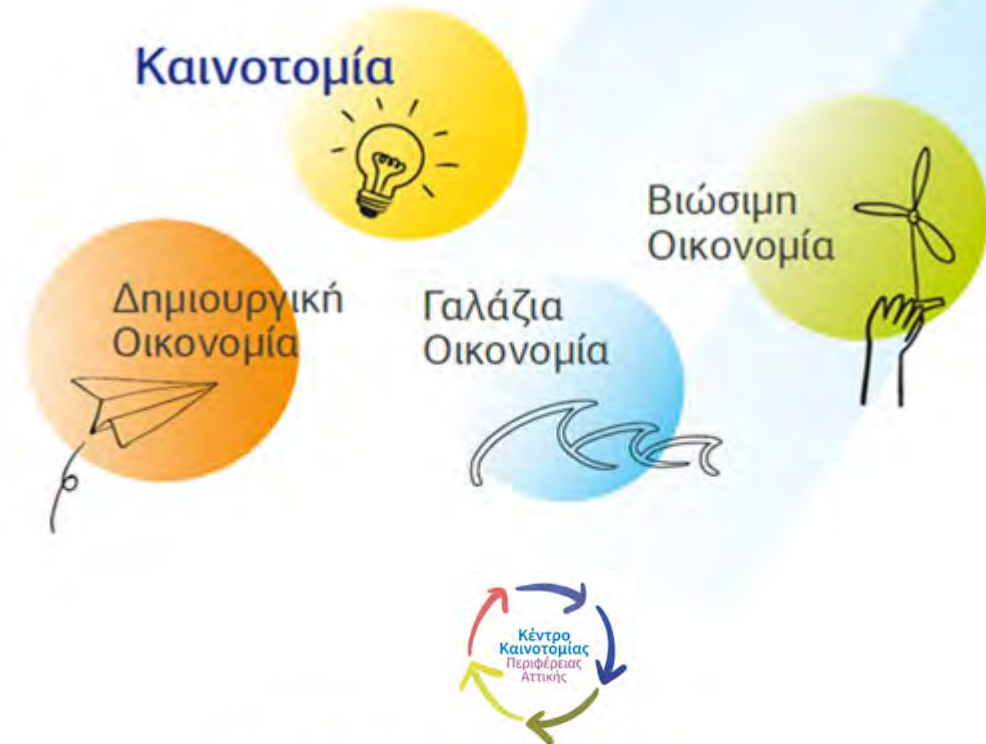 Καινοτομία
Βιώσιμη
Οικονομία
Δημιουργική
Οικονομία
Γαλάζια
Οικονομία
Κέντρο
Καινοτομίας
Περιφέρειας
Αττικής